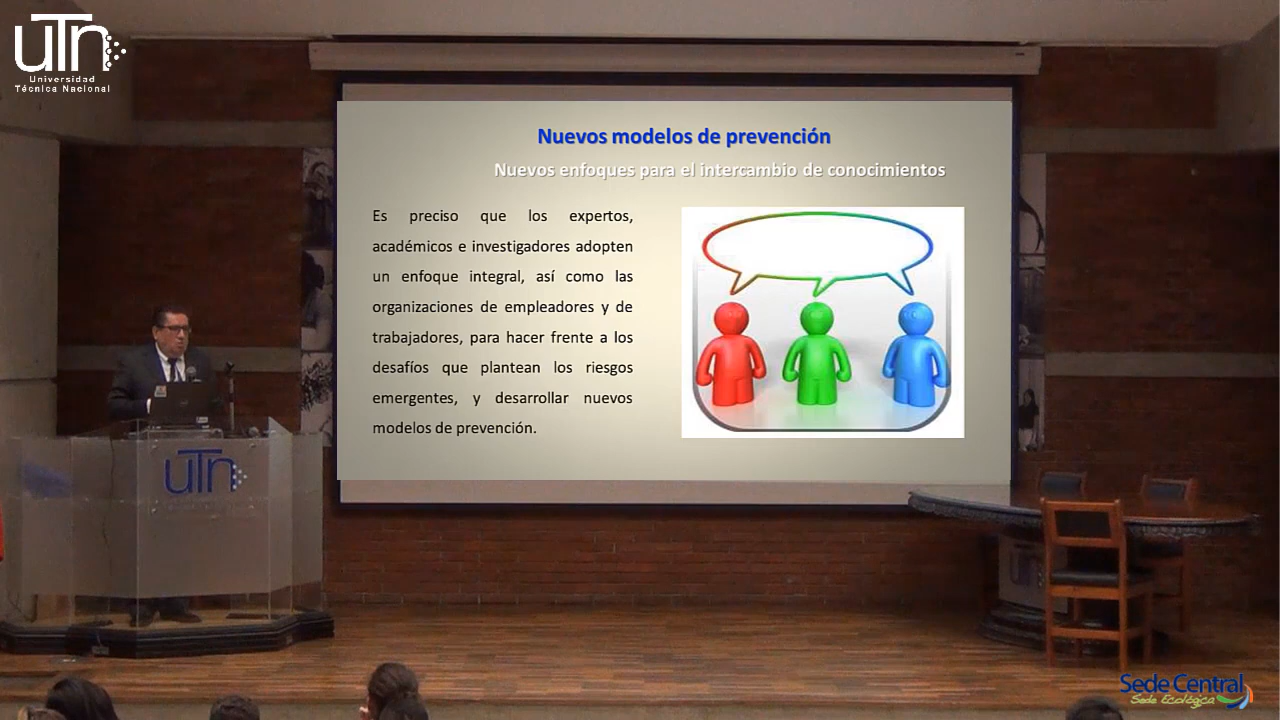 UTn
Universidad
Técnica Nacional
Nuevos modelos de prevención
Nuevos enfoques para el intercambio de conocimientos
Es preciso que los expertos,
académicos e investigadores adopten
un enfoque integral, así como las
organizaciones de empleadores y de
trabajadores, para hacer frente a los
desafíos que plantean los riesgos
emergentes, y desarrollar nuevos
modelos de prevención.
UTn
Sede Central
Sede Ecológica